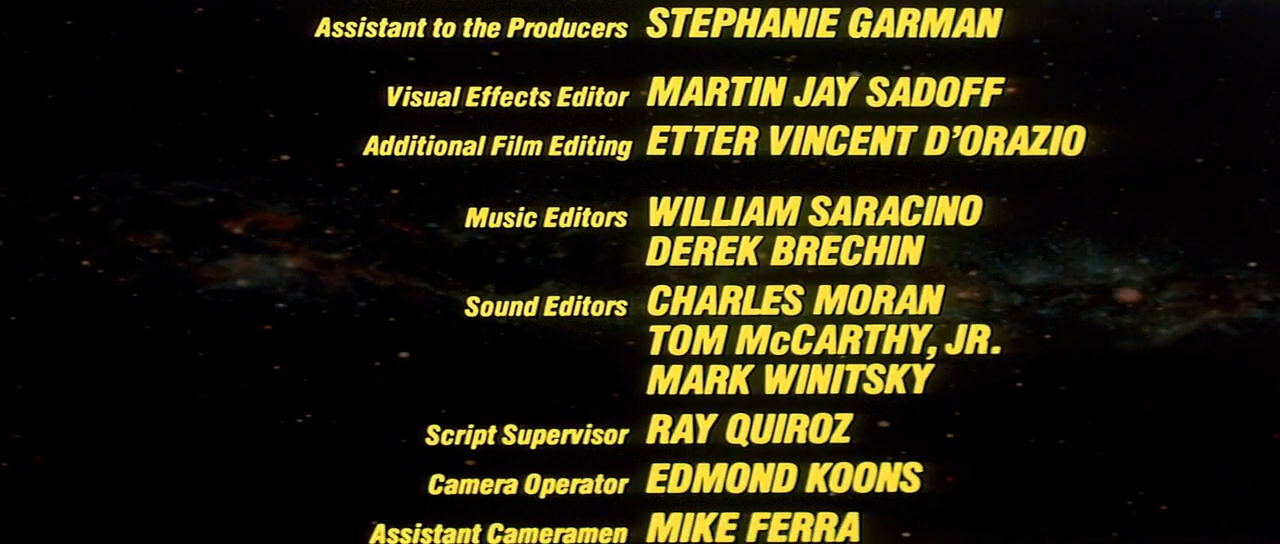 Assistant to the Producers STEPHANIE GARMAN
Visual Effects Editor MARTIN JAY SADOFF
Additional Film Editing ETTER VINCENT D'ORAZIO
Music Editors WILLIAM SARACINO
DEREK BRECHIN
Sound Editors CHARLES MORAN
TOM McCARTHY, JR.
MARK WINITSKY
Script Supervisor RAY QUIROZ
Camera Operator EDMOND KOONS
Assistant Cameramen MIKE FERRA